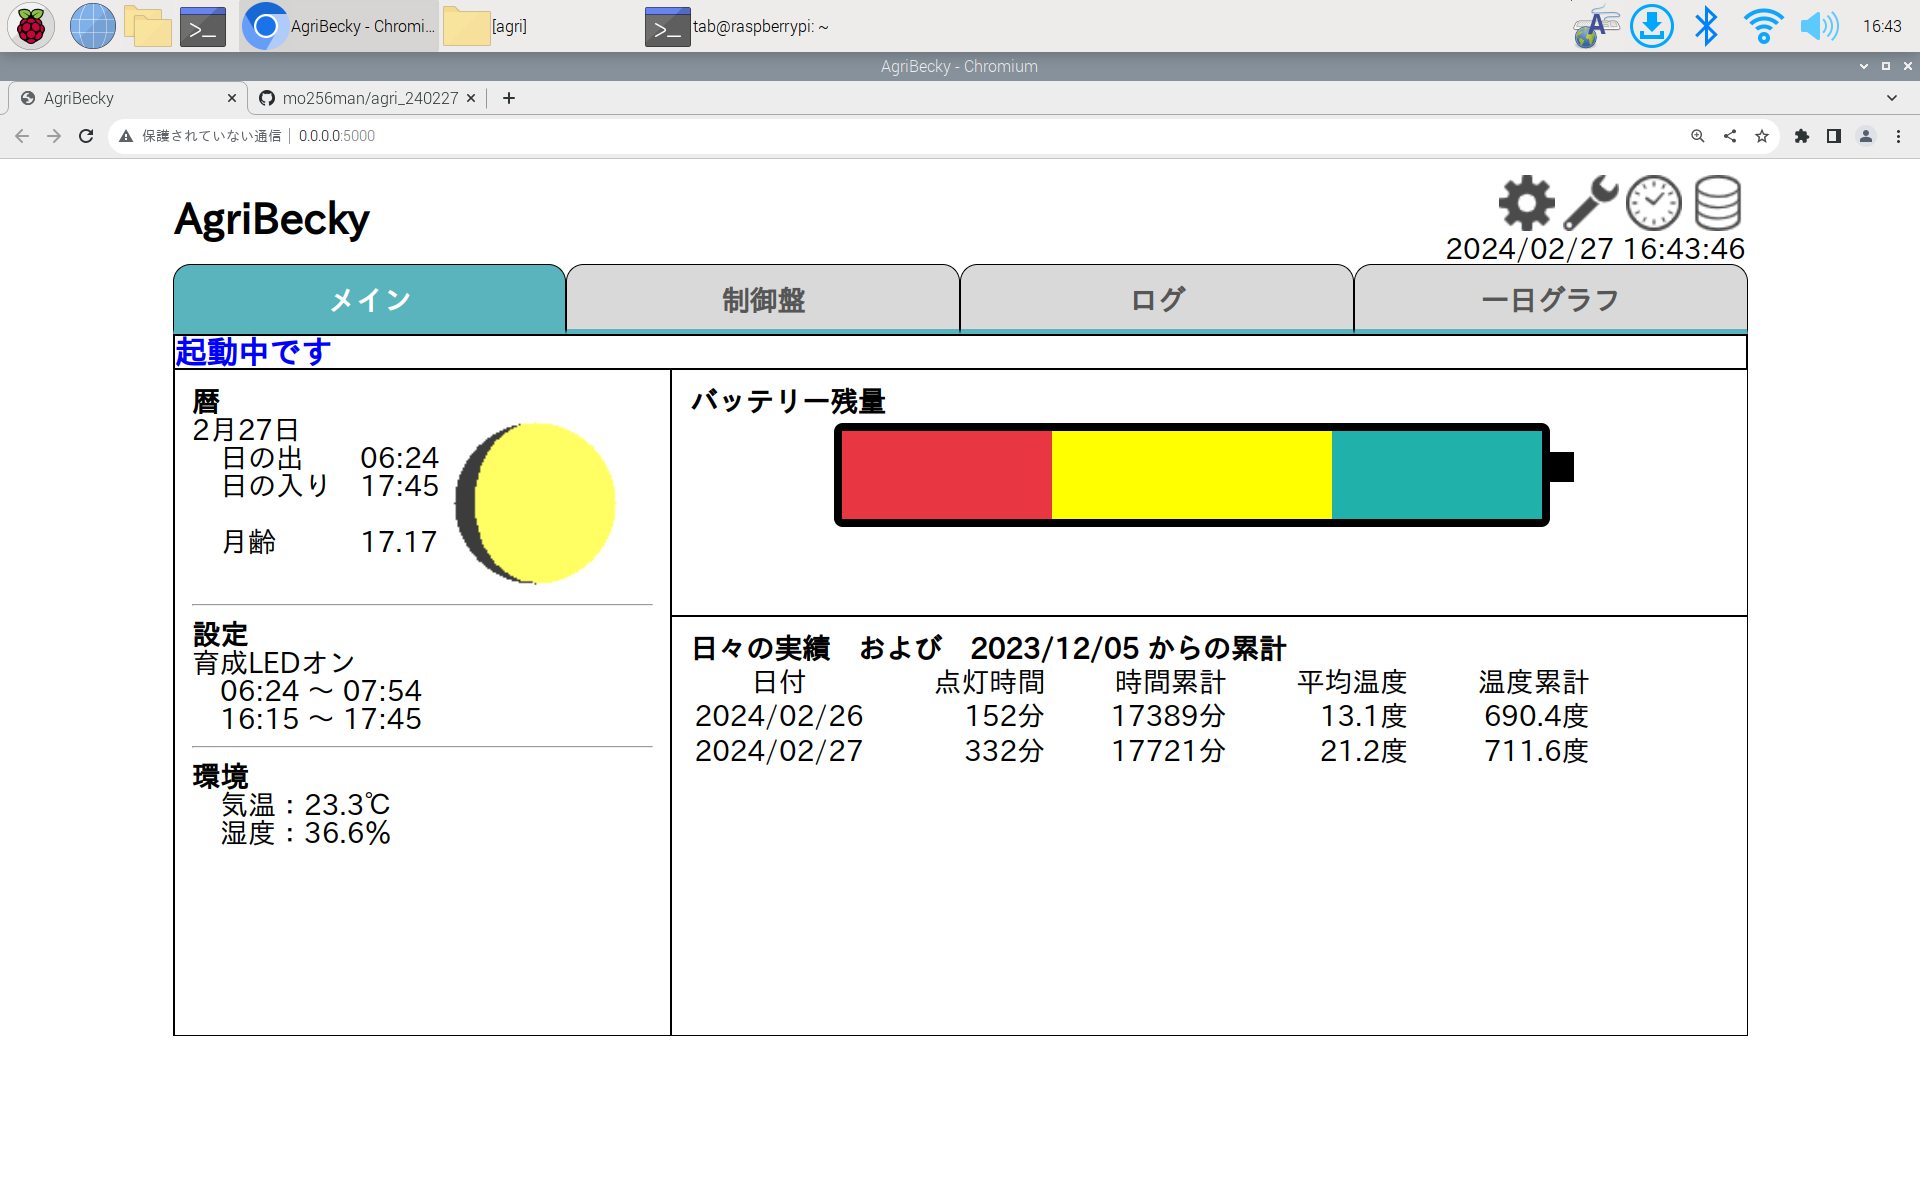 AgriBecky - Chromi...
[agri]
tab@raspberrypi: ~
16:43
AgriBecky - Chromium
AgriBecky
mo256man/agri_240227
保護されていない通信
0.0.0.0:5000
AgriBecky
2024/02/27 16:43:46
メイン
制御盤
ログ
一日グラフ
起動中です
暦
2月27日
日の出 06:24
日の入り 17:45
月齢 17.17
設定
育成LEDオン
06:24 ～ 07:54
16:15 ～ 17:45
環境
気温：23.3℃
湿度：36.6%
バッテリー残量
日々の実績　および　2023/12/05 からの累計
日付 点灯時間 時間累計 平均温度 温度累計
2024/02/26 152分 17389分 13.1度 690.4度
2024/02/27 332分 17721分 21.2度 711.6度